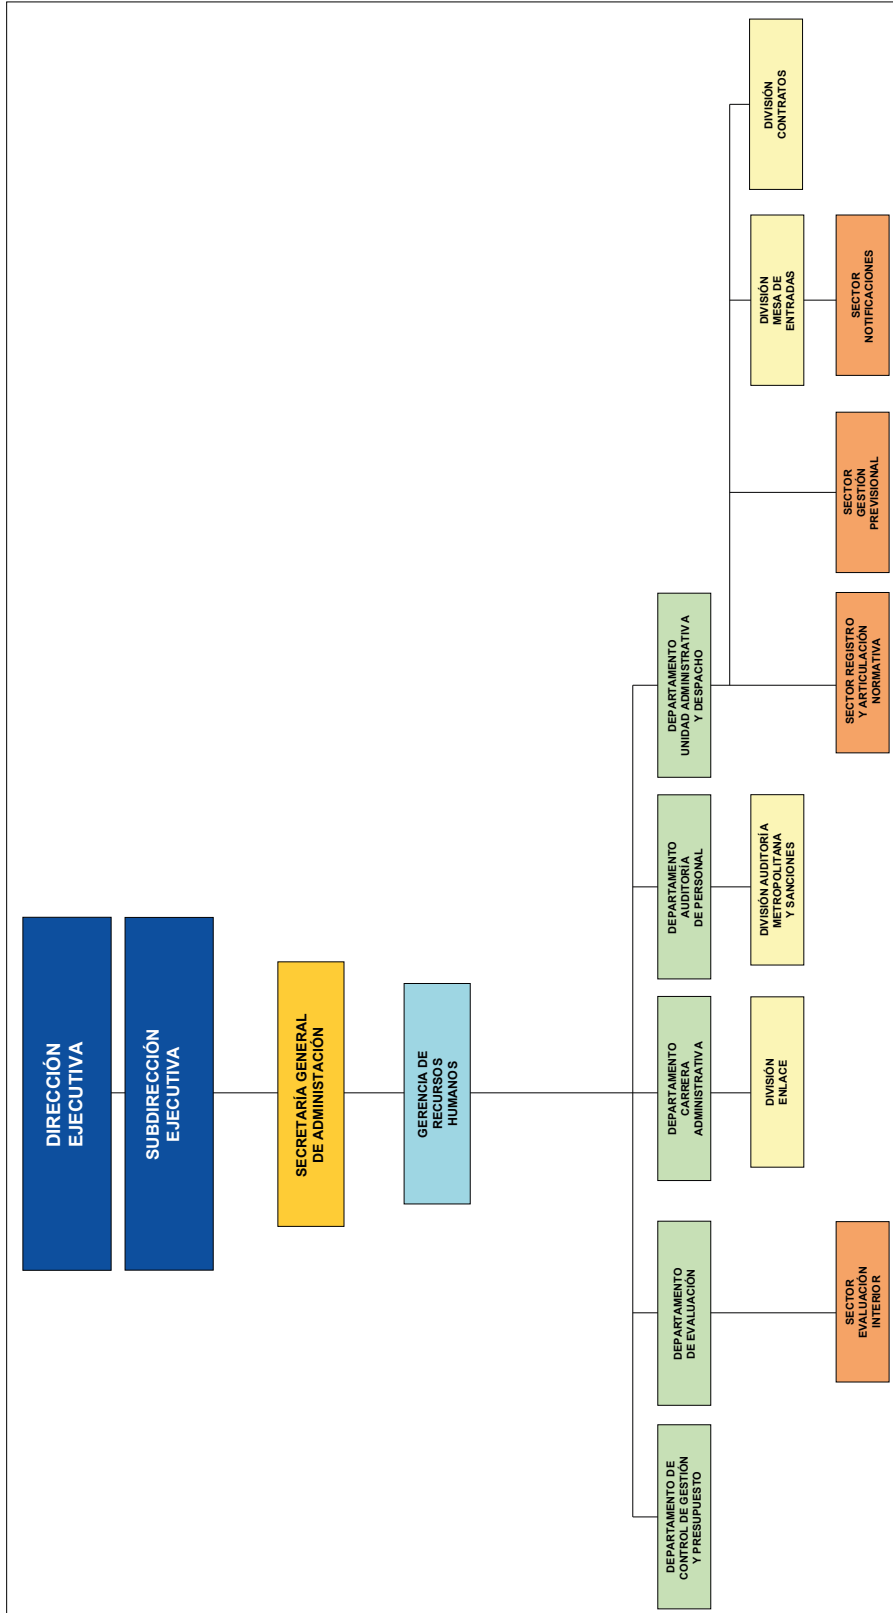 DIRECCIÓN
EJECUTIVA
SUBDIRECCIÓN
EJECUTIVA
SECRETARÍA GENERAL
DE ADMINISTACIÓN
GERENCIA DE
RECURSOS
HUMANOS
DEPARTAMENTO DE
CONTROL DE GESTIÓN
Y PRESUPUESTO
DEPARTAMENTO
DE EVALUACIÓN
DEPARTAMENTO
CARRERA
ADMINISTRATIVA
DEPARTAMENTO
AUDITORÍA
DE PERSONAL
DEPARTAMENTO
UNIDAD ADMINISTRATIVA
Y DESPACHO
DIVISIÓN
ENLACE
DIVISIÓN AUDITORÍA
METROPOLITANA
Y SANCIONES
DIVISIÓN
MESA DE
ENTRADAS
DIVISIÓN
CONTRATOS
SECTOR
EVALUACIÓN
INTERIOR
SECTOR REGISTRO
Y ARTICULACIÓN
NORMATIVA
SECTOR
GESTIÓN
PREVISIONAL
SECTOR
NOTIFICACIONES